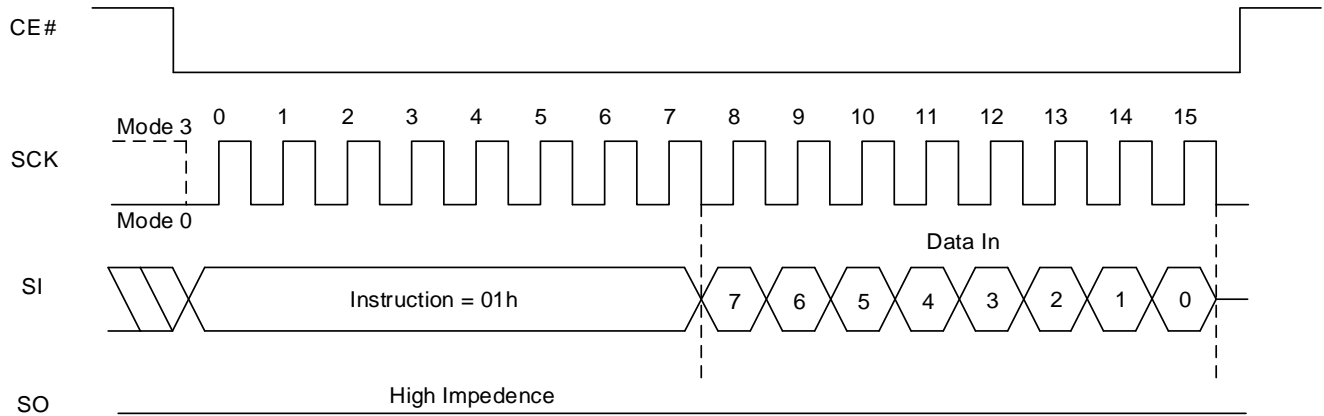 CE#
0 1 2 3 4 5 6 7 8 9 10 11 12 13 14 15
Mode 3
SCK
Mode 0
Data In
SI
Instruction = 01h
7 6 5 4 3 2 1 0
High Impedence
SO